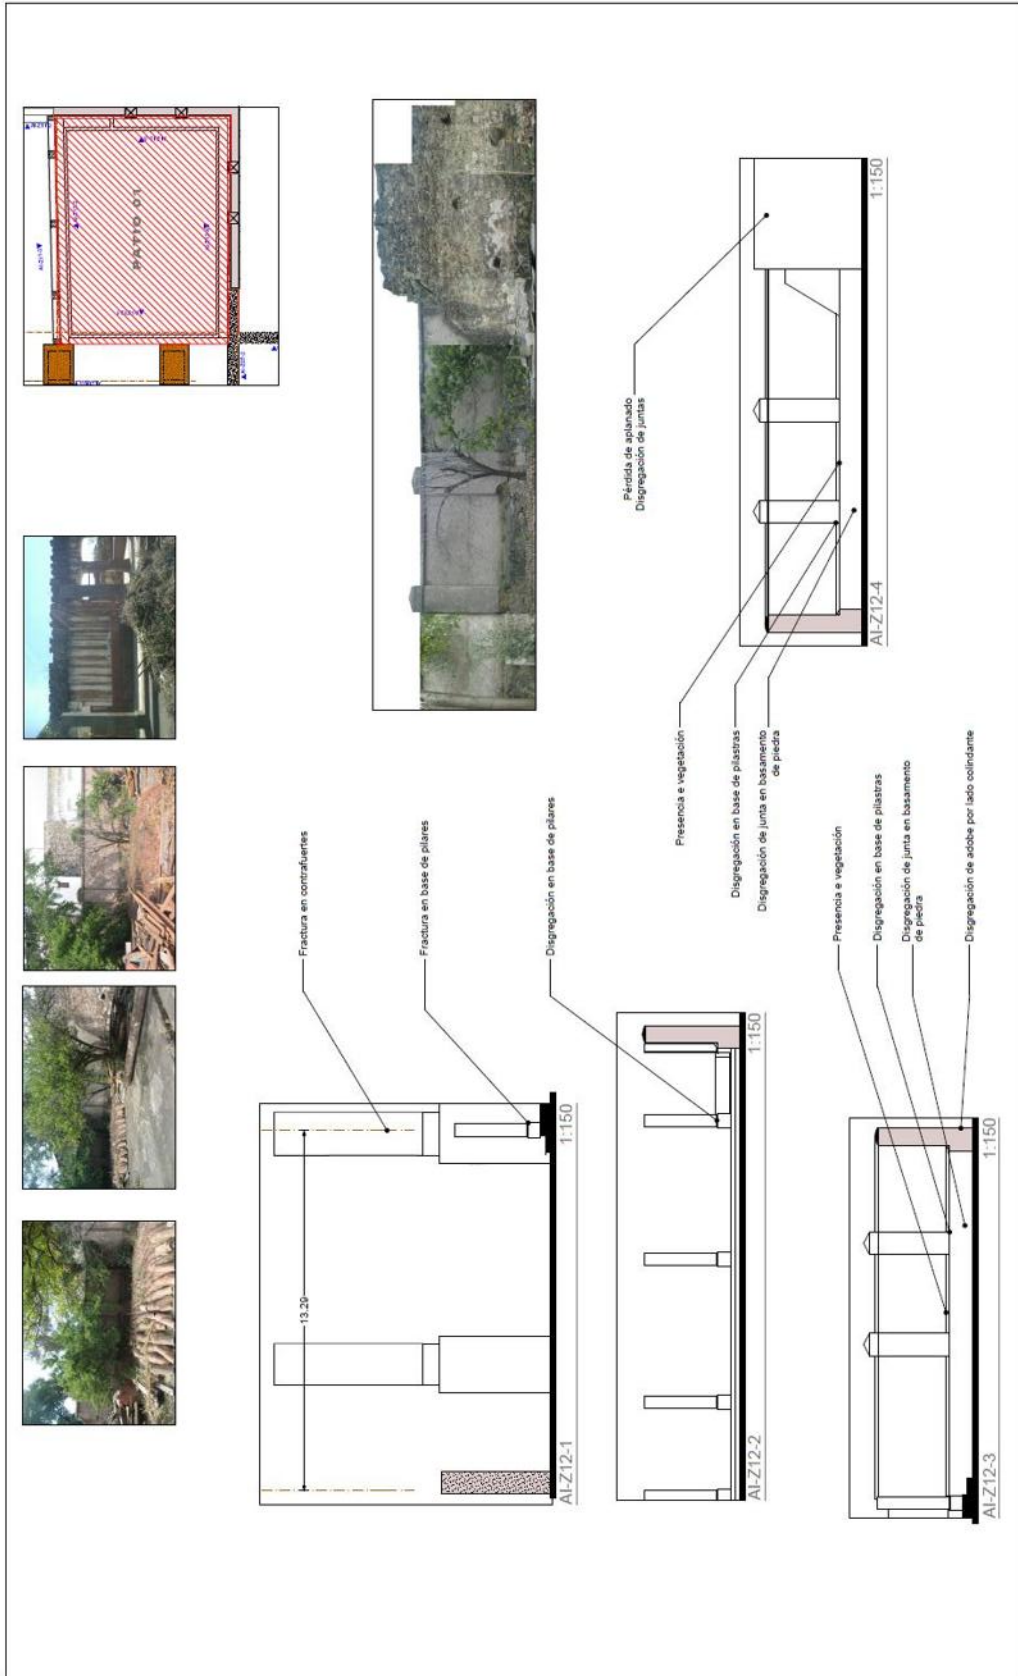 PATIO 01
Fractura en contrafuertes
13.29
Fractura en base de pilares
AI-Z12-1
1:150
Disgregación en base de pilares
AI-Z12-2
1:150
Presencia e vegetación
Disgregación en base de pilastras
Disgregación de junta en basamento
de piedra
Disgregación de adobe por lado colindante
AI-Z12-3
1:150
Pérdida de aplanado
Disgregación de juntas
Presencia e vegetación
Disgregación en base de pilastras
Disgregación de junta en basamento
de piedra
AI-Z12-4
1:150